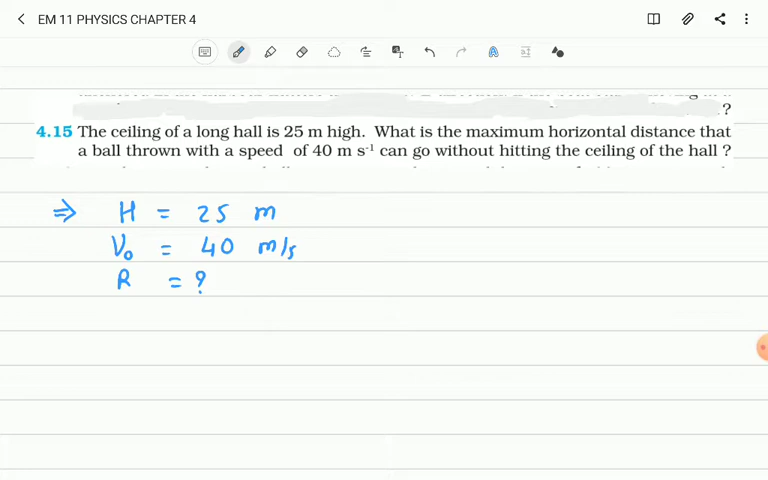 EM 11 PHYSICS CHAPTER 4
?
4.15 The ceiling of a long hall is 25 m high. What is the maximum horizontal distance that
a ball thrown with a speed of 40 m s⁻¹ can go without hitting the ceiling of the hall ?
⇒ H = 25 m
V₀ = 40 m/s
R = ?